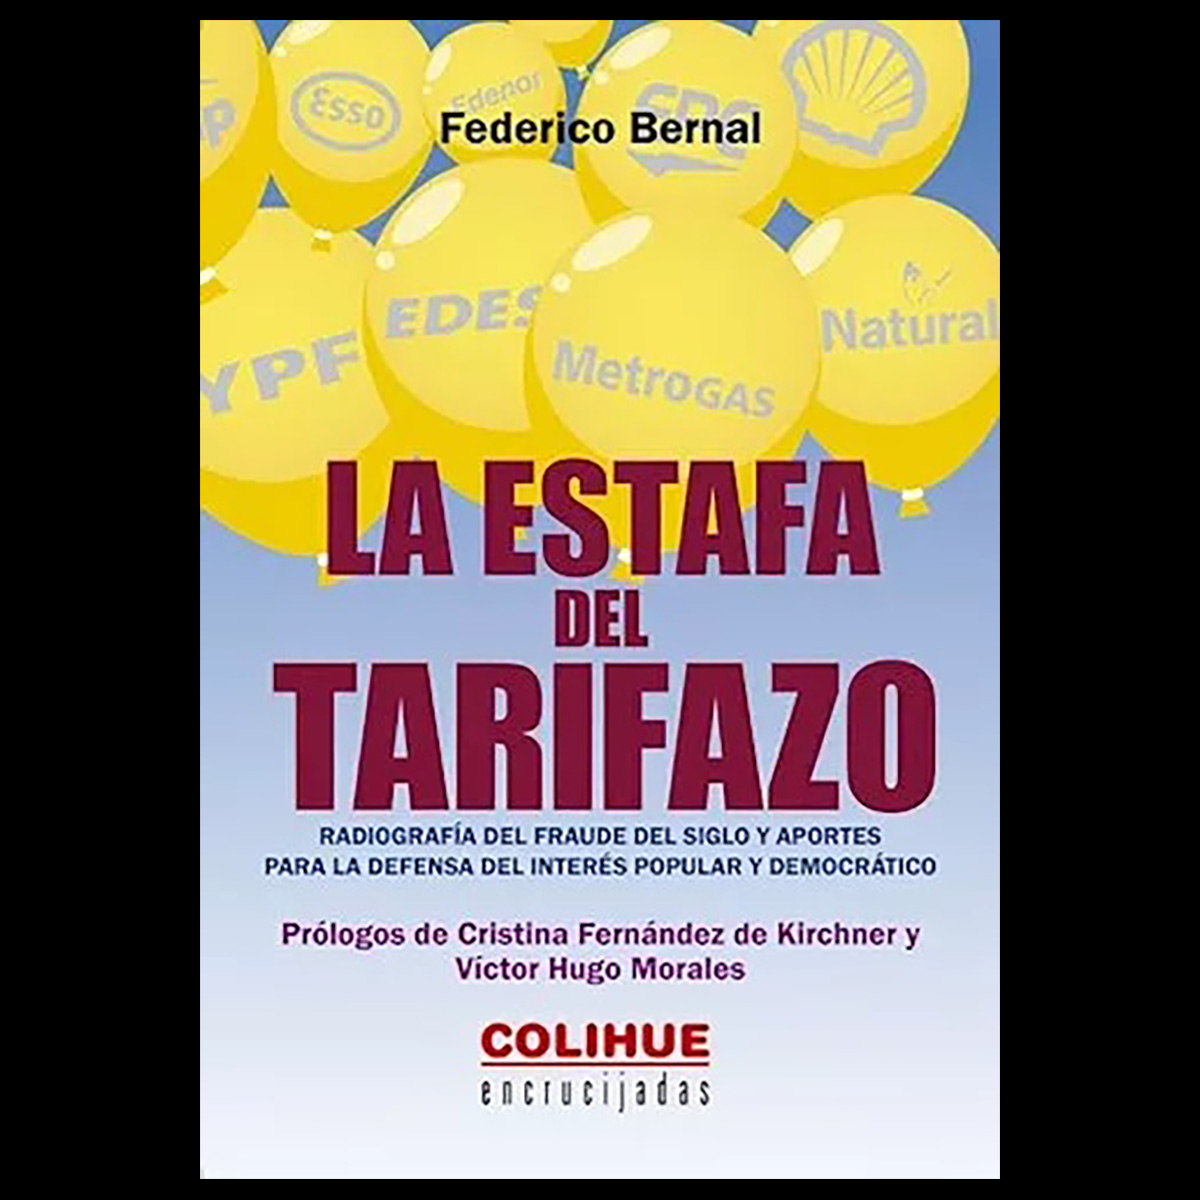 ESSO
Edenor
Federico Bernal
EDES
YPF
MetroGAS
Natural
LA ESTAFA
DEL
TARIFAZO
RADIOGRAFÍA DEL FRAUDE DEL SIGLO Y APORTES
PARA LA DEFENSA DEL INTERÉS POPULAR Y DEMOCRÁTICO
Prólogos de Cristina Fernández de Kirchner y
Víctor Hugo Morales
COLIHUE
encrucijadas